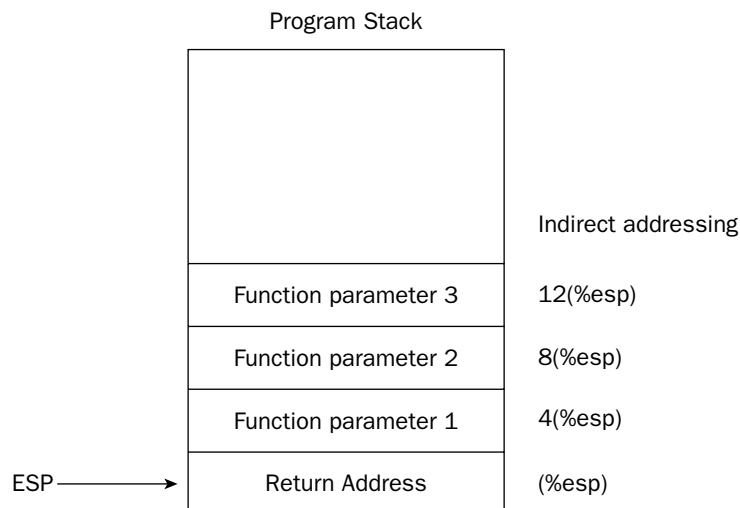 Program Stack
Indirect addressing
Function parameter 3 12(%esp)
Function parameter 2 8(%esp)
Function parameter 1 4(%esp)
ESP Return Address (%esp)